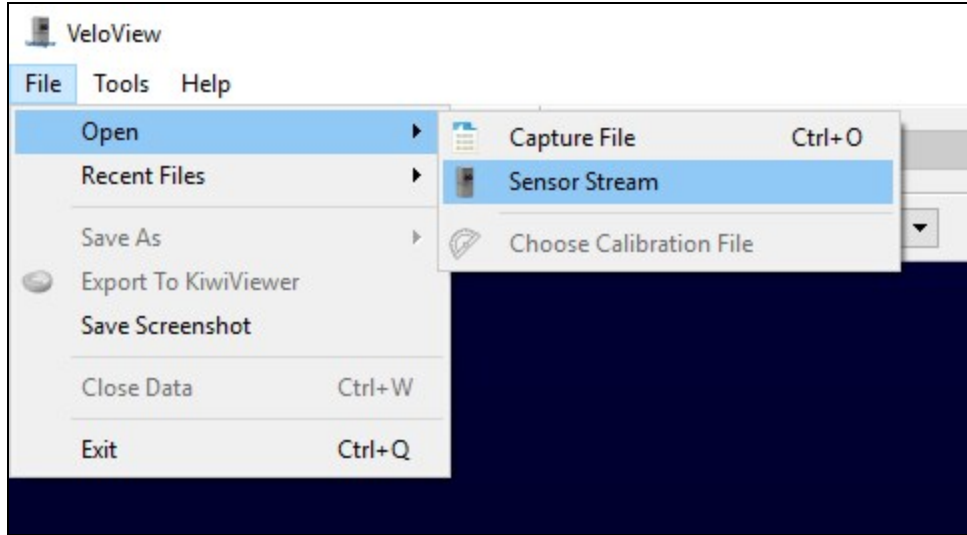 VeloView
File Tools Help
Open
Capture File Ctrl+O
Recent Files
Sensor Stream
Save As
Choose Calibration File
Export To KiwiViewer
Save Screenshot
Close Data Ctrl+W
Exit Ctrl+Q